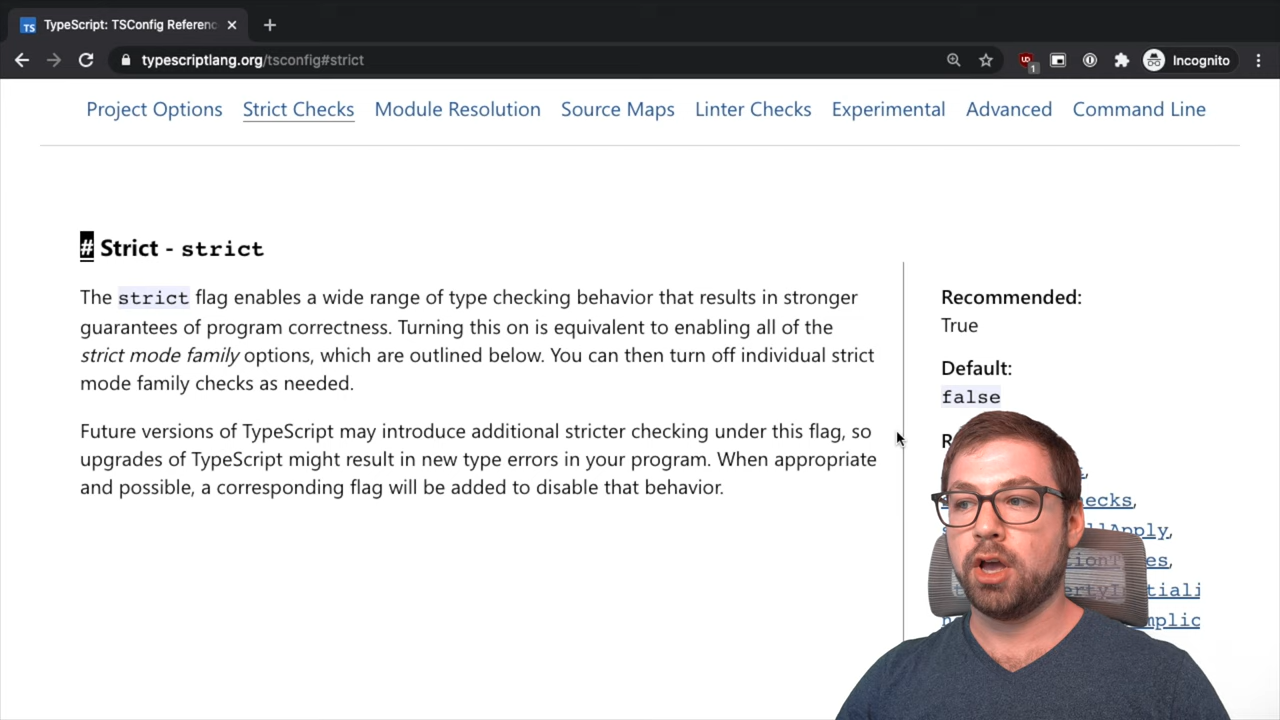 TypeScript: TSConfig Referenc
typescriptlang.org/tsconfig#strict
1
Incognito
Project Options Strict Checks Module Resolution Source Maps Linter Checks Experimental Advanced Command Line
# Strict - strict
The strict flag enables a wide range of type checking behavior that results in stronger
guarantees of program correctness. Turning this on is equivalent to enabling all of the
strict mode family options, which are outlined below. You can then turn off individual strict
mode family checks as needed.
Future versions of TypeScript may introduce additional stricter checking under this flag, so
upgrades of TypeScript might result in new type errors in your program. When appropriate
and possible, a corresponding flag will be added to disable that behavior.
Recommended:
True
Default:
false